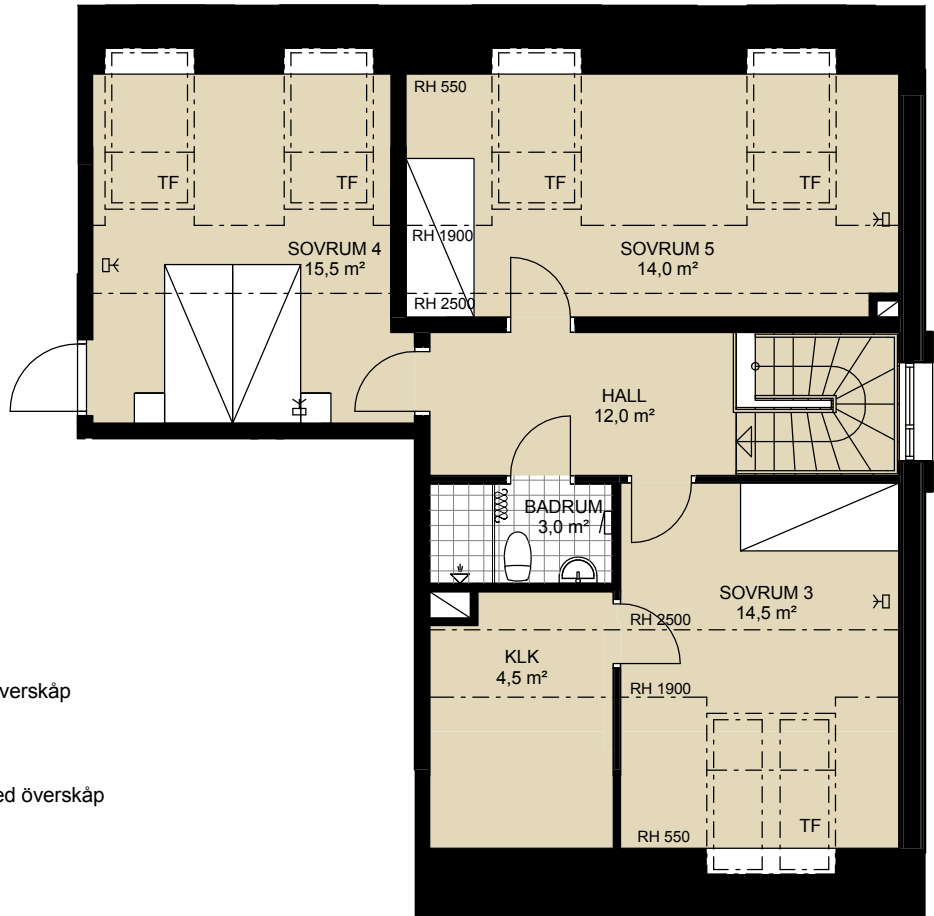 RH 550
TF
TF
TF
TF
RH 1900
SOVRUM 4
15,5 m²
SOVRUM 5
14,0 m²
RH 2500
HALL
12,0 m²
BADRUM
3,0 m²
SOVRUM 3
14,5 m²
RH 2500
KLK
4,5 m²
RH 1900
verskåp
ed överskåp
TF
RH 550